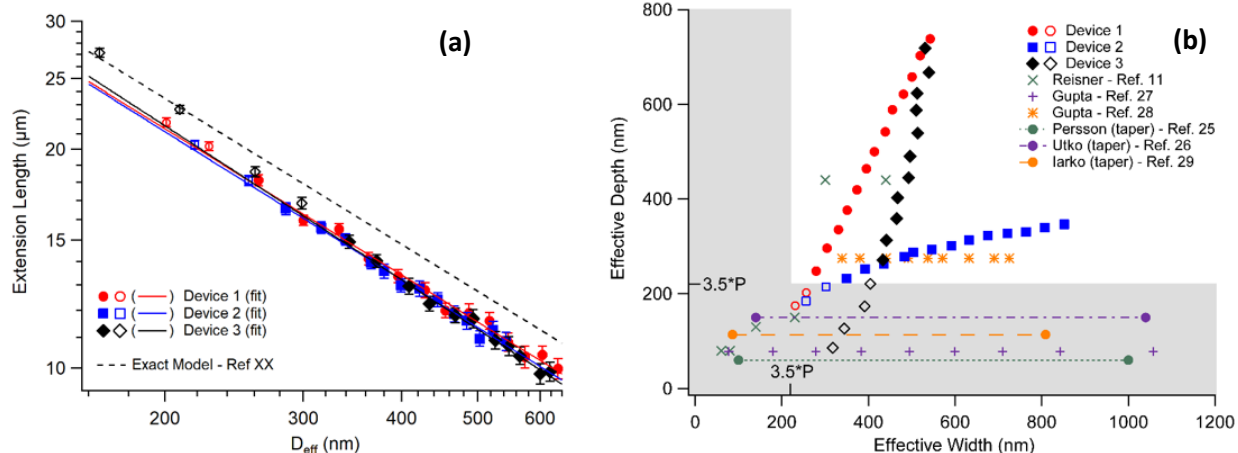 (a)
30
25
20
15
10
Extension Length (μm)
200
300
400
500
600
D_eff (nm)
( — ) Device 1 (fit)
( — ) Device 2 (fit)
( — ) Device 3 (fit)
Exact Model - Ref XX
(b)
800
600
400
200
0
Effective Depth (nm)
0
200
400
600
800
1000
1200
Effective Width (nm)
3.5*P
3.5*P
Device 1
Device 2
Device 3
Reisner - Ref. 11
Gupta - Ref. 27
Gupta - Ref. 28
Persson (taper) - Ref. 25
Utko (taper) - Ref. 26
Iarko (taper) - Ref. 29